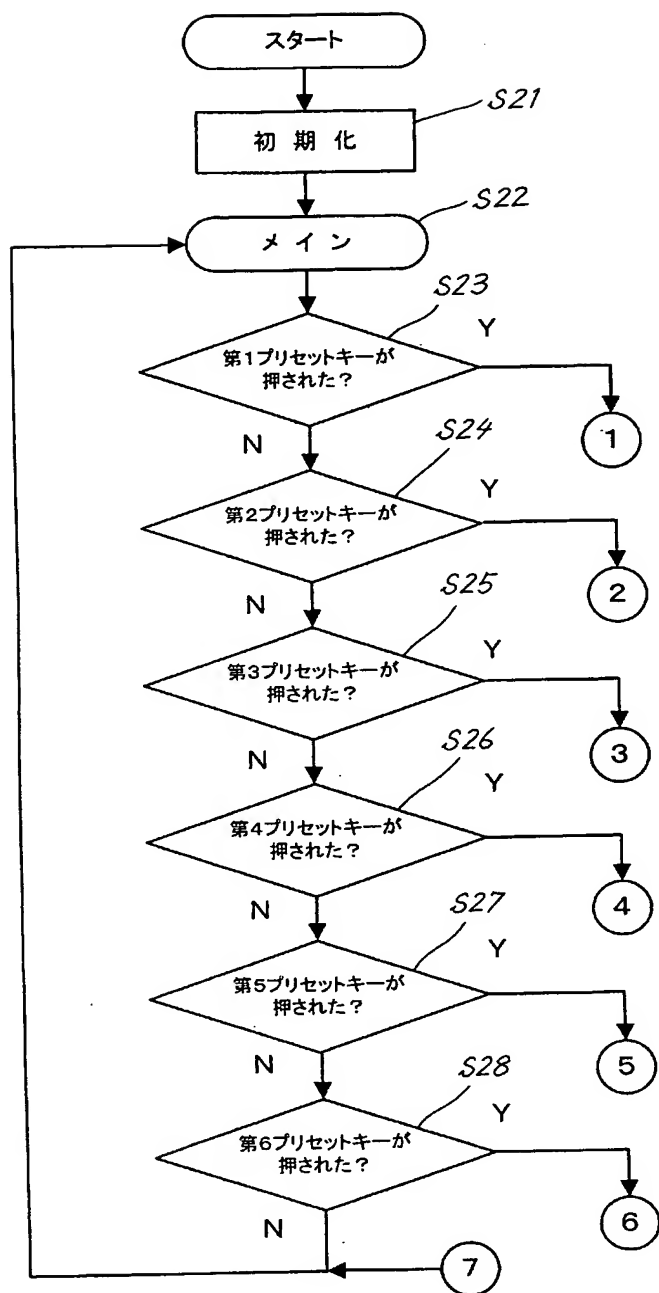 スタート
S21
初期化
S22
メイン
S23
第1プリセットキーが
押された?
Y
1
N
S24
第2プリセットキーが
押された?
Y
2
N
S25
第3プリセットキーが
押された?
Y
3
N
S26
第4プリセットキーが
押された?
Y
4
N
S27
第5プリセットキーが
押された?
Y
5
N
S28
第6プリセットキーが
押された?
Y
6
N
7